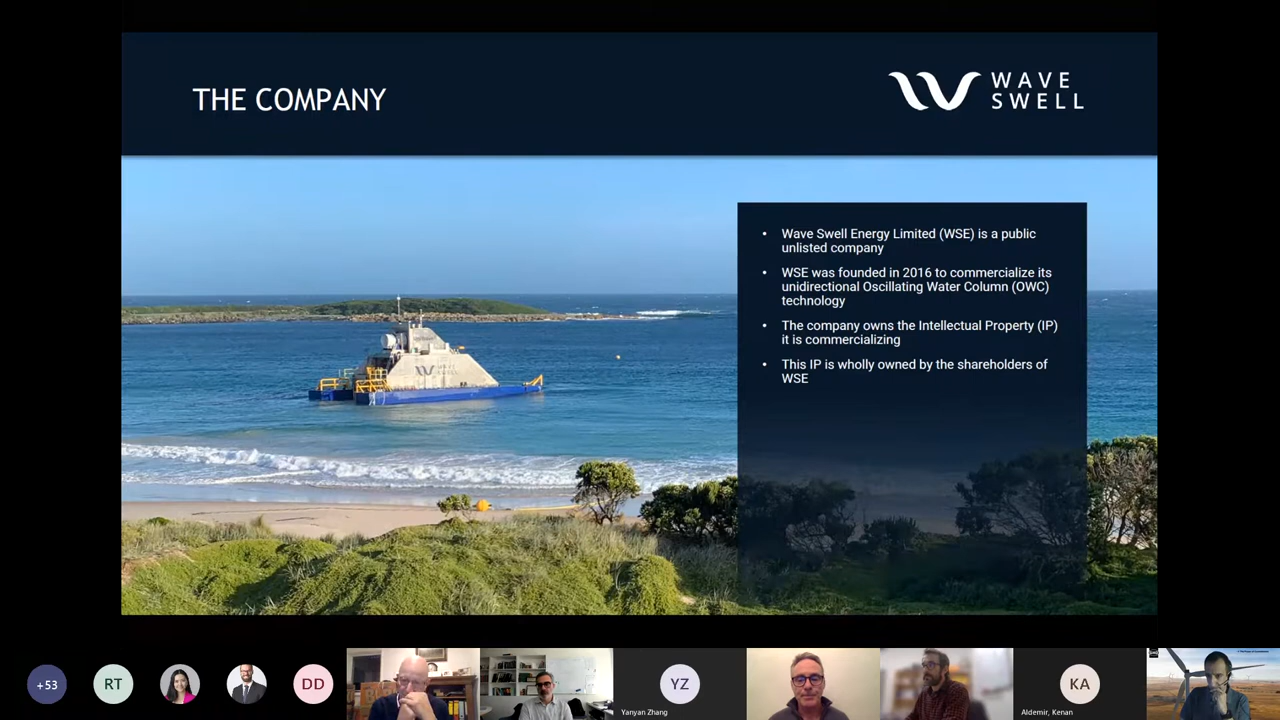 THE COMPANY
WAVE
SWELL
• Wave Swell Energy Limited (WSE) is a public
unlisted company
• WSE was founded in 2016 to commercialize its
unidirectional Oscillating Water Column (OWC)
technology
• The company owns the Intellectual Property (IP)
it is commercializing
• This IP is wholly owned by the shareholders of
WSE
WAVE
SWELL
+53
RT
DD
YZ
Yanyan Zhang
KA
Aldemir, Kenan